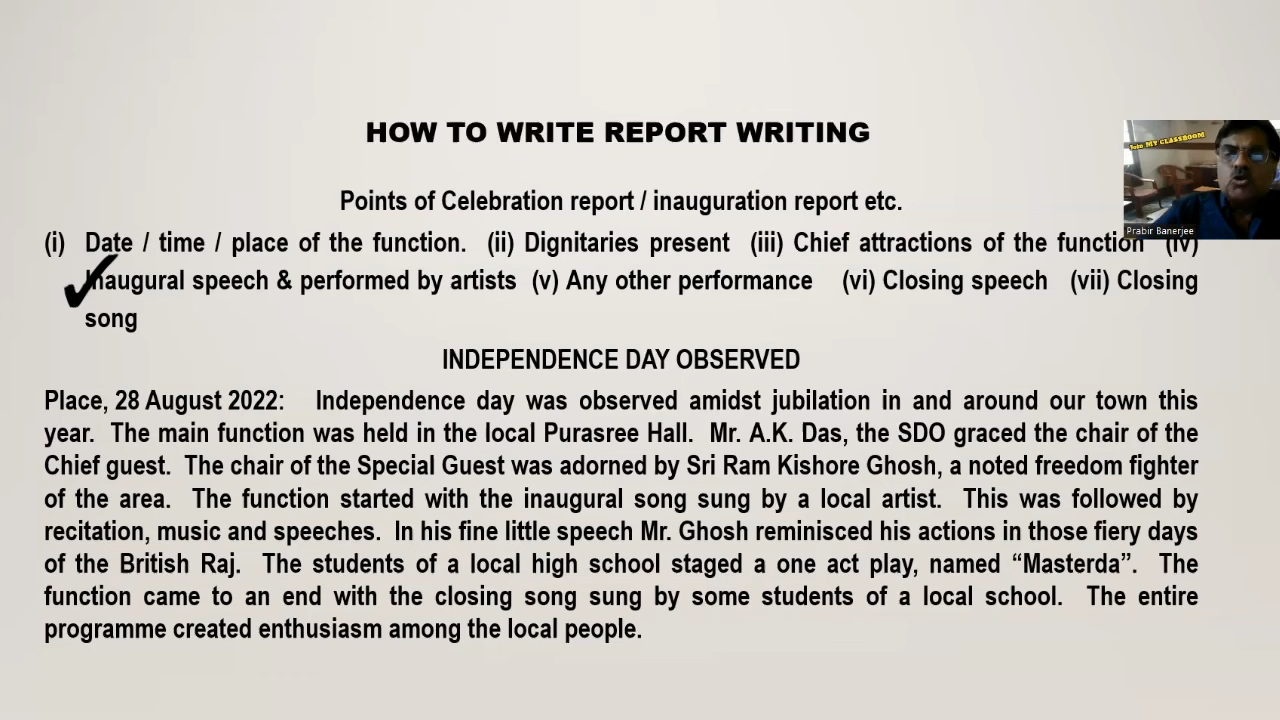 HOW TO WRITE REPORT WRITING
Points of Celebration report / inauguration report etc.
(i) Date / time / place of the function. (ii) Dignitaries present (iii) Chief attractions of the function (iv)
Inaugural speech & performed by artists (v) Any other performance (vi) Closing speech (vii) Closing
song
INDEPENDENCE DAY OBSERVED
Place, 28 August 2022: Independence day was observed amidst jubilation in and around our town this
year. The main function was held in the local Purasree Hall. Mr. A.K. Das, the SDO graced the chair of the
Chief guest. The chair of the Special Guest was adorned by Sri Ram Kishore Ghosh, a noted freedom fighter
of the area. The function started with the inaugural song sung by a local artist. This was followed by
recitation, music and speeches. In his fine little speech Mr. Ghosh reminisced his actions in those fiery days
of the British Raj. The students of a local high school staged a one act play, named “Masterda”. The
function came to an end with the closing song sung by some students of a local school. The entire
programme created enthusiasm among the local people.
MY CLASSROOM
Prabir Banerjee